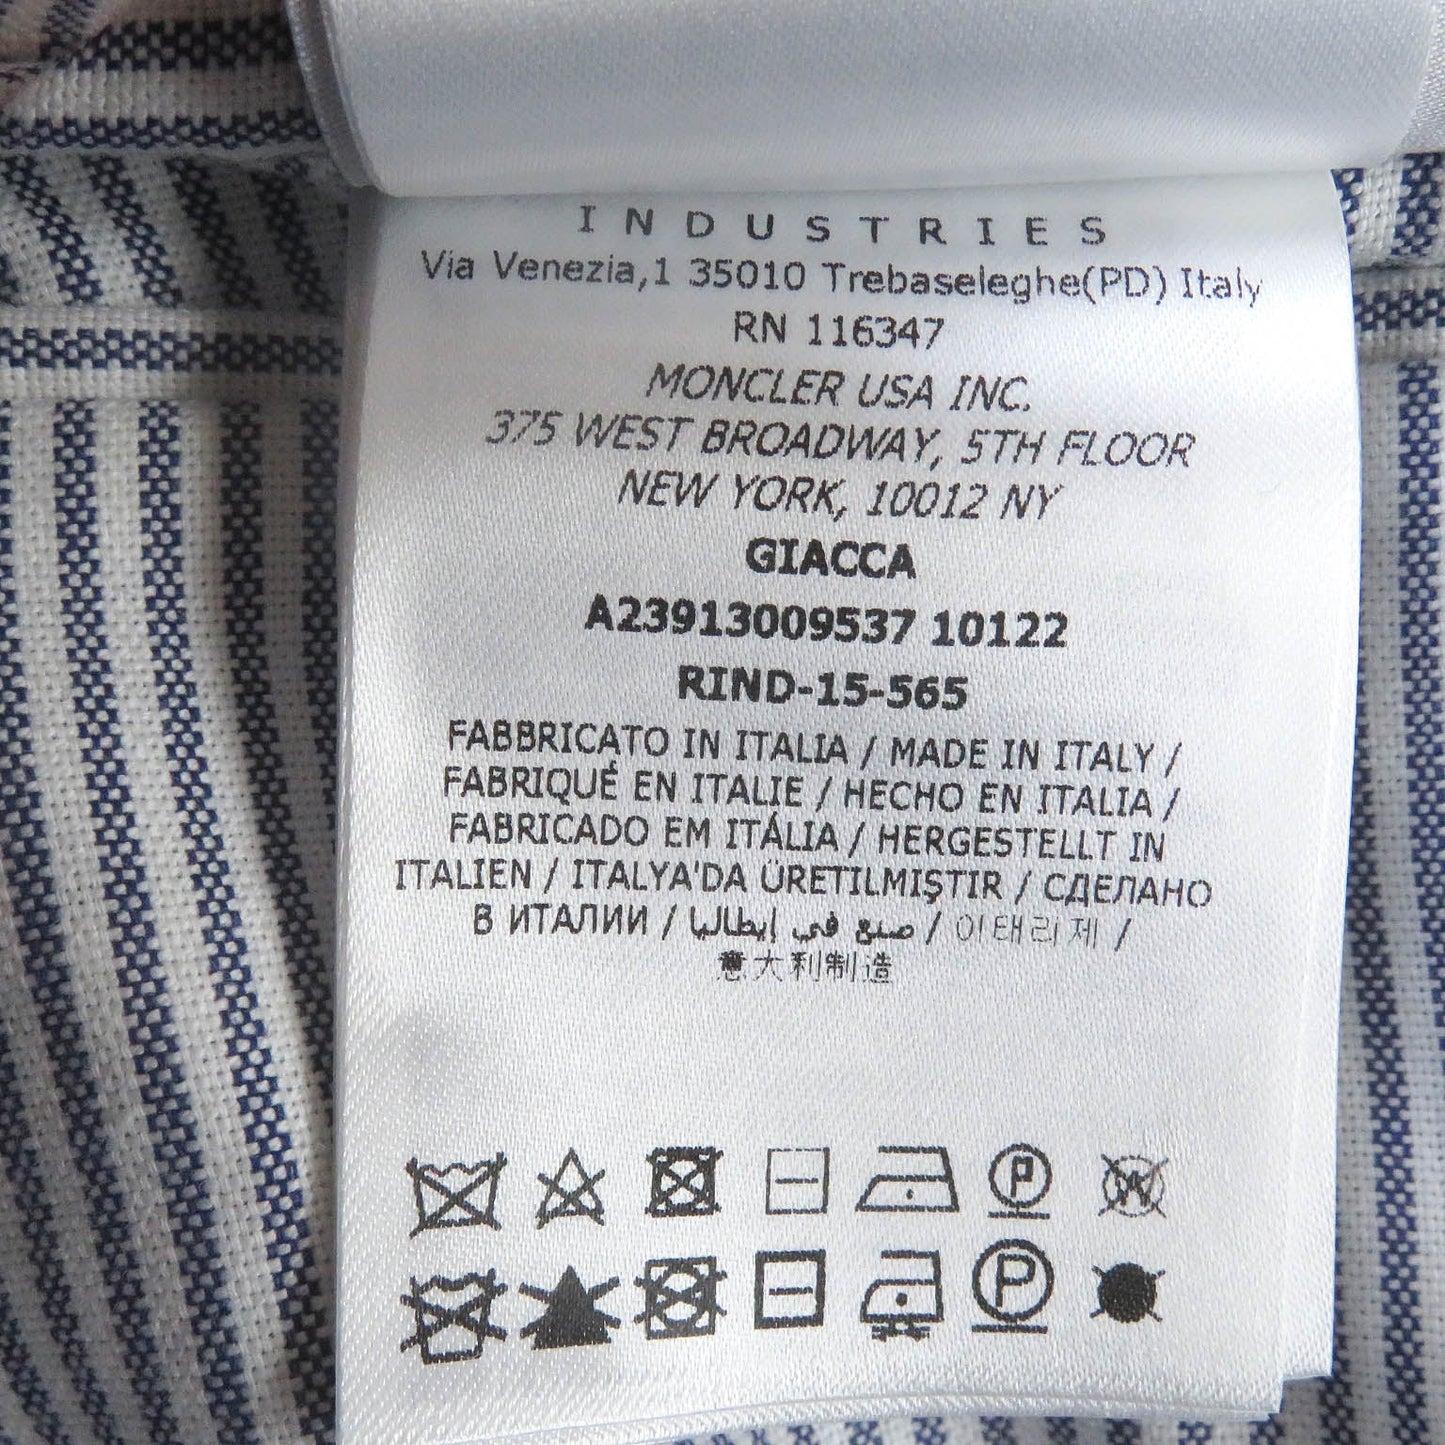 INDUSTRIES
Via Venezia,1 35010 Trebaseleghe(PD) Italy
RN 116347
MONCLER USA INC.
375 WEST BROADWAY, 5TH FLOOR
NEW YORK, 10012 NY
GIACCA
A23913009537 10122
RIND-15-565
FABBRICATO IN ITALIA / MADE IN ITALY /
FABRIQUÉ EN ITALIE / HECHO EN ITALIA /
FABRICADO EM ITÁLIA / HERGESTELLT IN
ITALIEN / ITALYA'DA ÜRETILMIŞTIR / СДЕЛАНО
В ИТАЛИИ / صنع في إيطاليا / 이태리제 /
意大利制造
P W
P